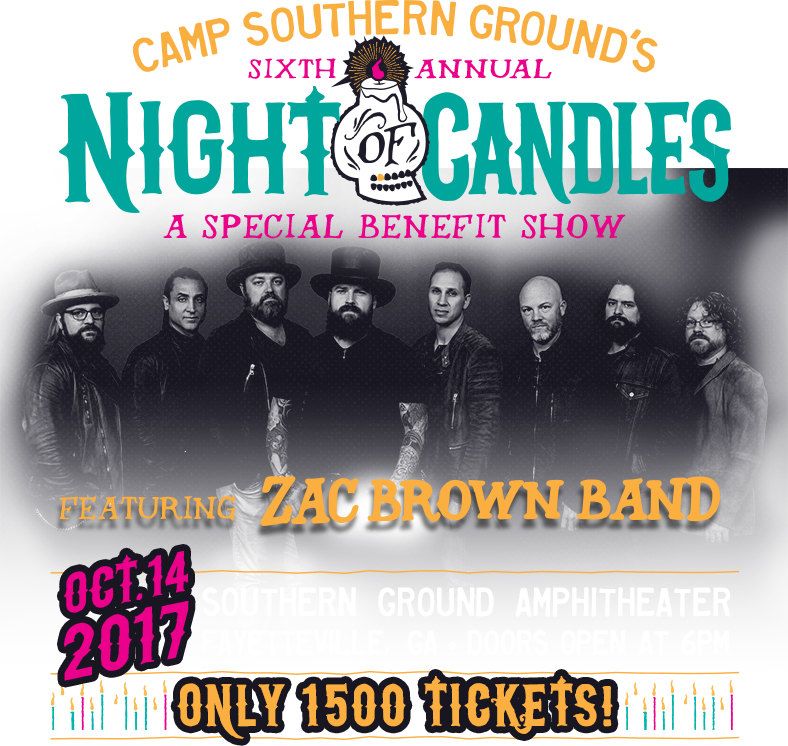 CAMP SOUTHERN GROUND'S
SIXTH ANNUAL
NIGHT OF CANDLES
A SPECIAL BENEFIT SHOW
FEATURING ZAC BROWN BAND
OCT.14
2017
SOUTHERN GROUND AMPHITHEATER
FAYETTEVILLE, GA - DOORS OPEN AT 6PM
ONLY 1500 TICKETS!